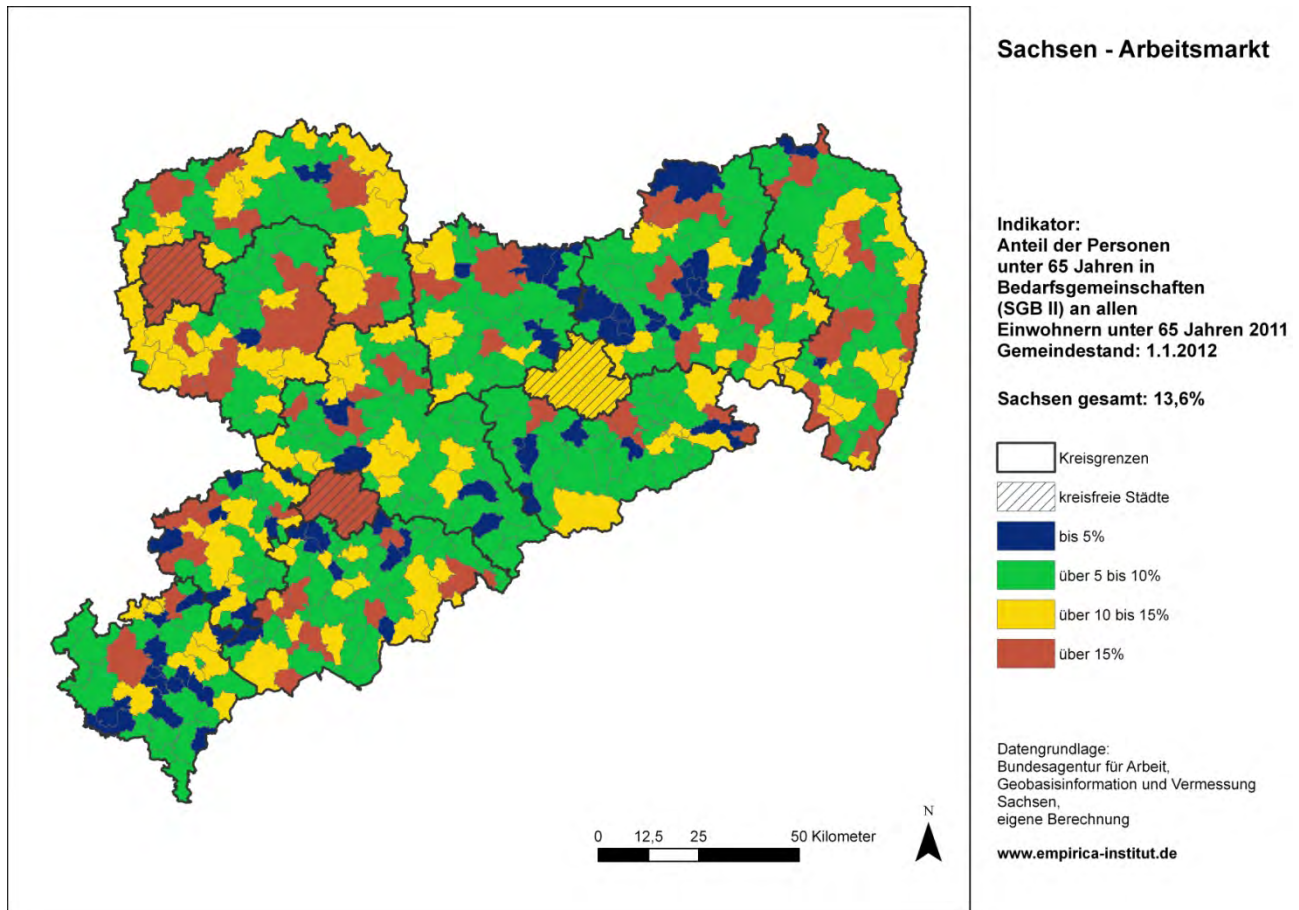 Sachsen - Arbeitsmarkt
Indikator:
Anteil der Personen
unter 65 Jahren in
Bedarfsgemeinschaften
(SGB II) an allen
Einwohnern unter 65 Jahren 2011
Gemeindestand: 1.1.2012
Sachsen gesamt: 13,6%
Kreisgrenzen
kreisfreie Städte
bis 5%
über 5 bis 10%
über 10 bis 15%
über 15%
Datengrundlage:
Bundesagentur für Arbeit,
Geobasisinformation und Vermessung
Sachsen,
eigene Berechnung
www.empirica-institut.de
N
0 12,5 25 50 Kilometer